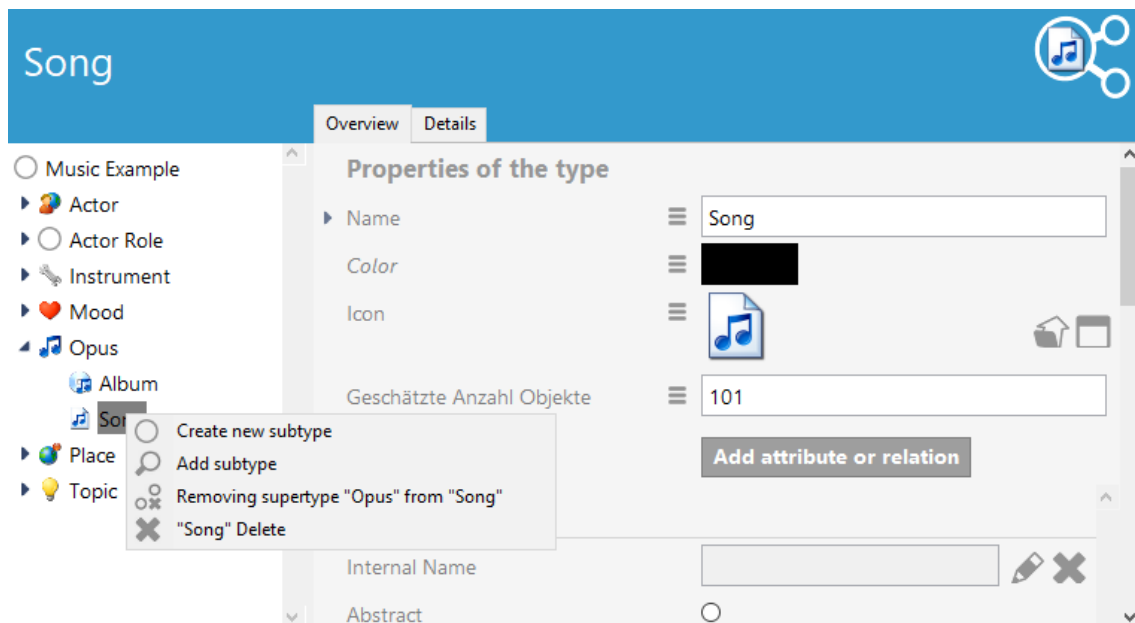 Song
Overview
Details
Music Example
Actor
Actor Role
Instrument
Mood
Opus
Album
Place
Topic
Create new subtype
Add subtype
Removing supertype "Opus" from "Song"
"Song" Delete
Properties of the type
Name
Song
Color
Icon
Geschätzte Anzahl Objekte
101
Add attribute or relation
Internal Name
Abstract